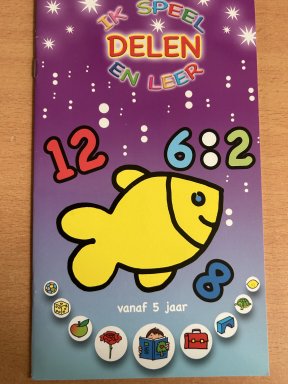 IK SPEEL
DELEN
EN LEER
12
6:2
8
vanaf 5 jaar